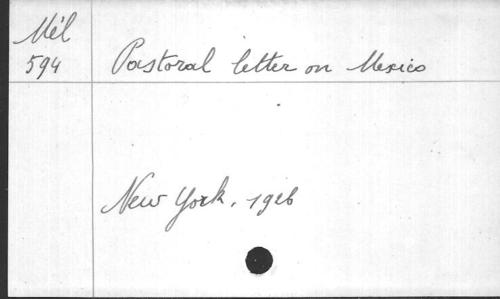 Mél
594
Pastoral letter on Mexico
New York, 1926